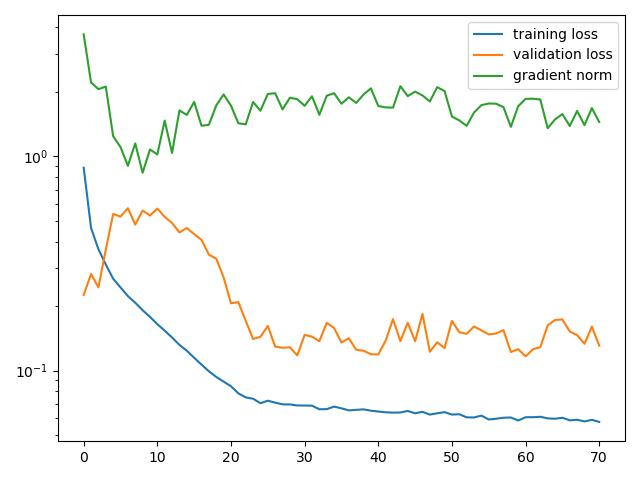 training loss
validation loss
gradient norm
10⁰
10⁻¹
0 10 20 30 40 50 60 70